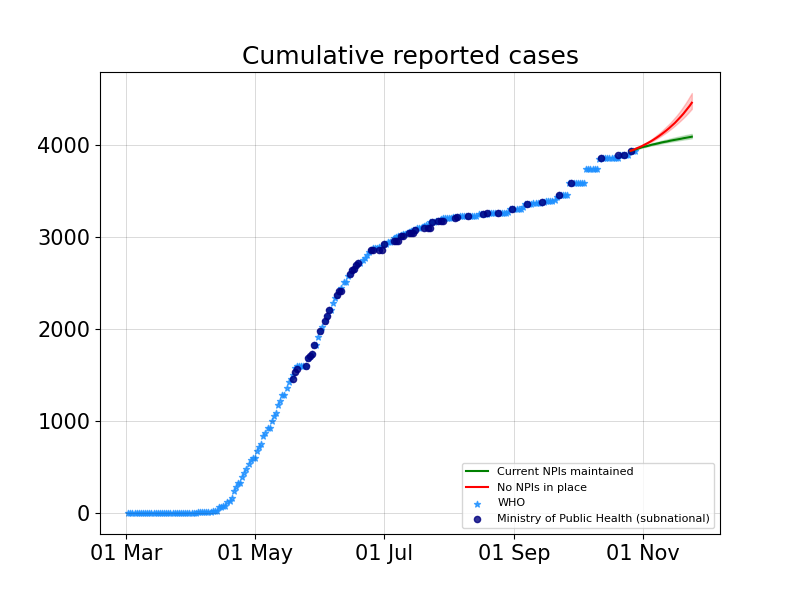 Cumulative reported cases
4000
3000
2000
1000
0
01 Mar
01 May
01 Jul
01 Sep
01 Nov
Current NPIs maintained
No NPIs in place
WHO
Ministry of Public Health (subnational)